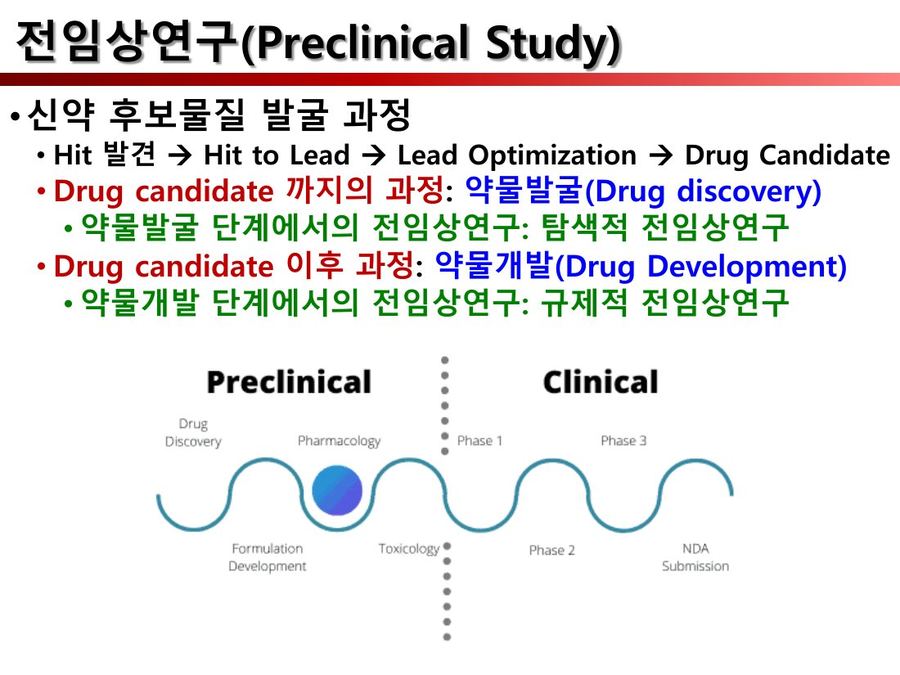 전임상연구(Preclinical Study)
• 신약 후보물질 발굴 과정
• Hit 발견 → Hit to Lead → Lead Optimization → Drug Candidate
• Drug candidate 까지의 과정: 약물발굴(Drug discovery)
• 약물발굴 단계에서의 전임상연구: 탐색적 전임상연구
• Drug candidate 이후 과정: 약물개발(Drug Development)
• 약물개발 단계에서의 전임상연구: 규제적 전임상연구
Preclinical
Clinical
Drug
Discovery
Pharmacology
Phase 1
Phase 3
Formulation
Development
Toxicology
Phase 2
NDA
Submission